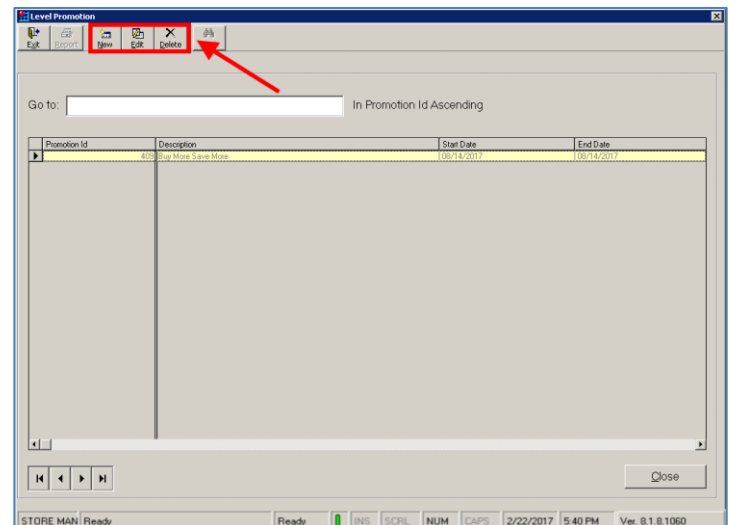 Level Promotion
Exit Report New Edit Delete
Go to: In Promotion Id Ascending
Promotion Id Description Start Date End Date
409 Buy More Save More 08/14/2017 08/14/2017
Close
STORE MAN Ready Ready INS SCRL NUM CAPS 2/22/2017 5:40 PM Ver. 8.1.8.1060